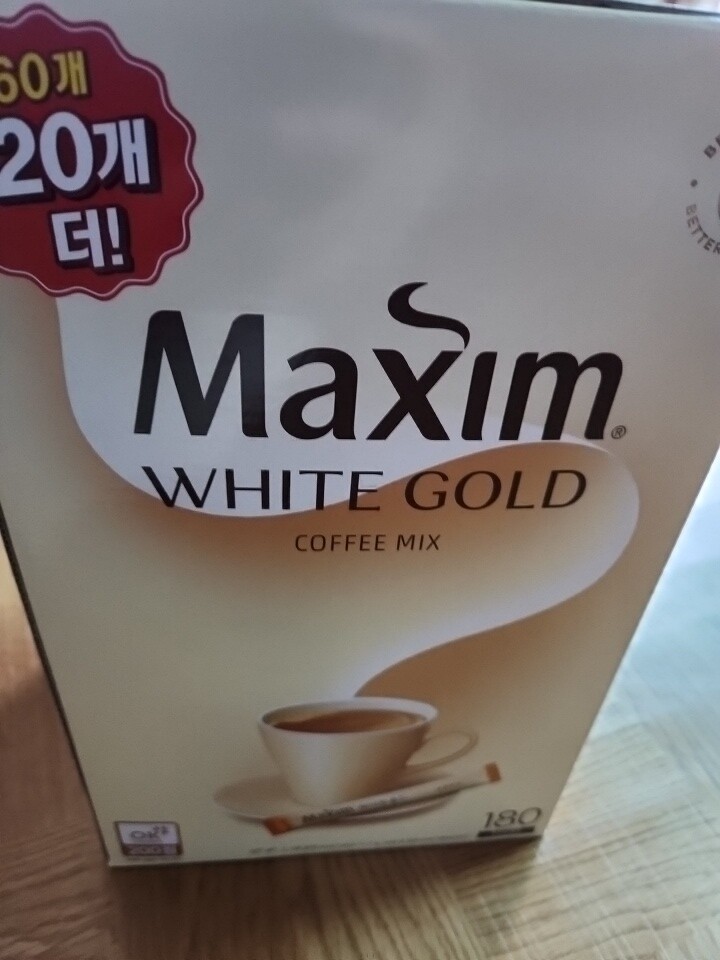 60개
20개
더!
Maxim®
WHITE GOLD
COFFEE MIX
180